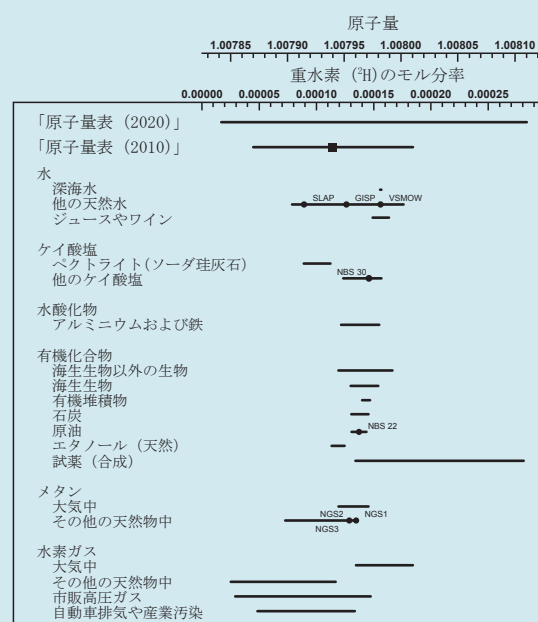 原子量
1.00785 1.00790 1.00795 1.00800 1.00805 1.00810
重水素 (²H)のモル分率
0.00000 0.00005 0.00010 0.00015 0.00020 0.00025
「原子量表 (2020)」
「原子量表 (2010)」
水
深海水
他の天然水 SLAP GISP VSMOW
ジュースやワイン
ケイ酸塩
ペクトライト(ソーダ珪灰石)
他のケイ酸塩 NBS 30
水酸化物
アルミニウムおよび鉄
有機化合物
海生生物以外の生物
海生生物
有機堆積物
石炭
原油 NBS 22
エタノール (天然)
試薬 (合成)
メタン
大気中
その他の天然物中 NGS2 NGS1
NGS3
水素ガス
大気中
その他の天然物中
市販高圧ガス
自動車排気や産業汚染